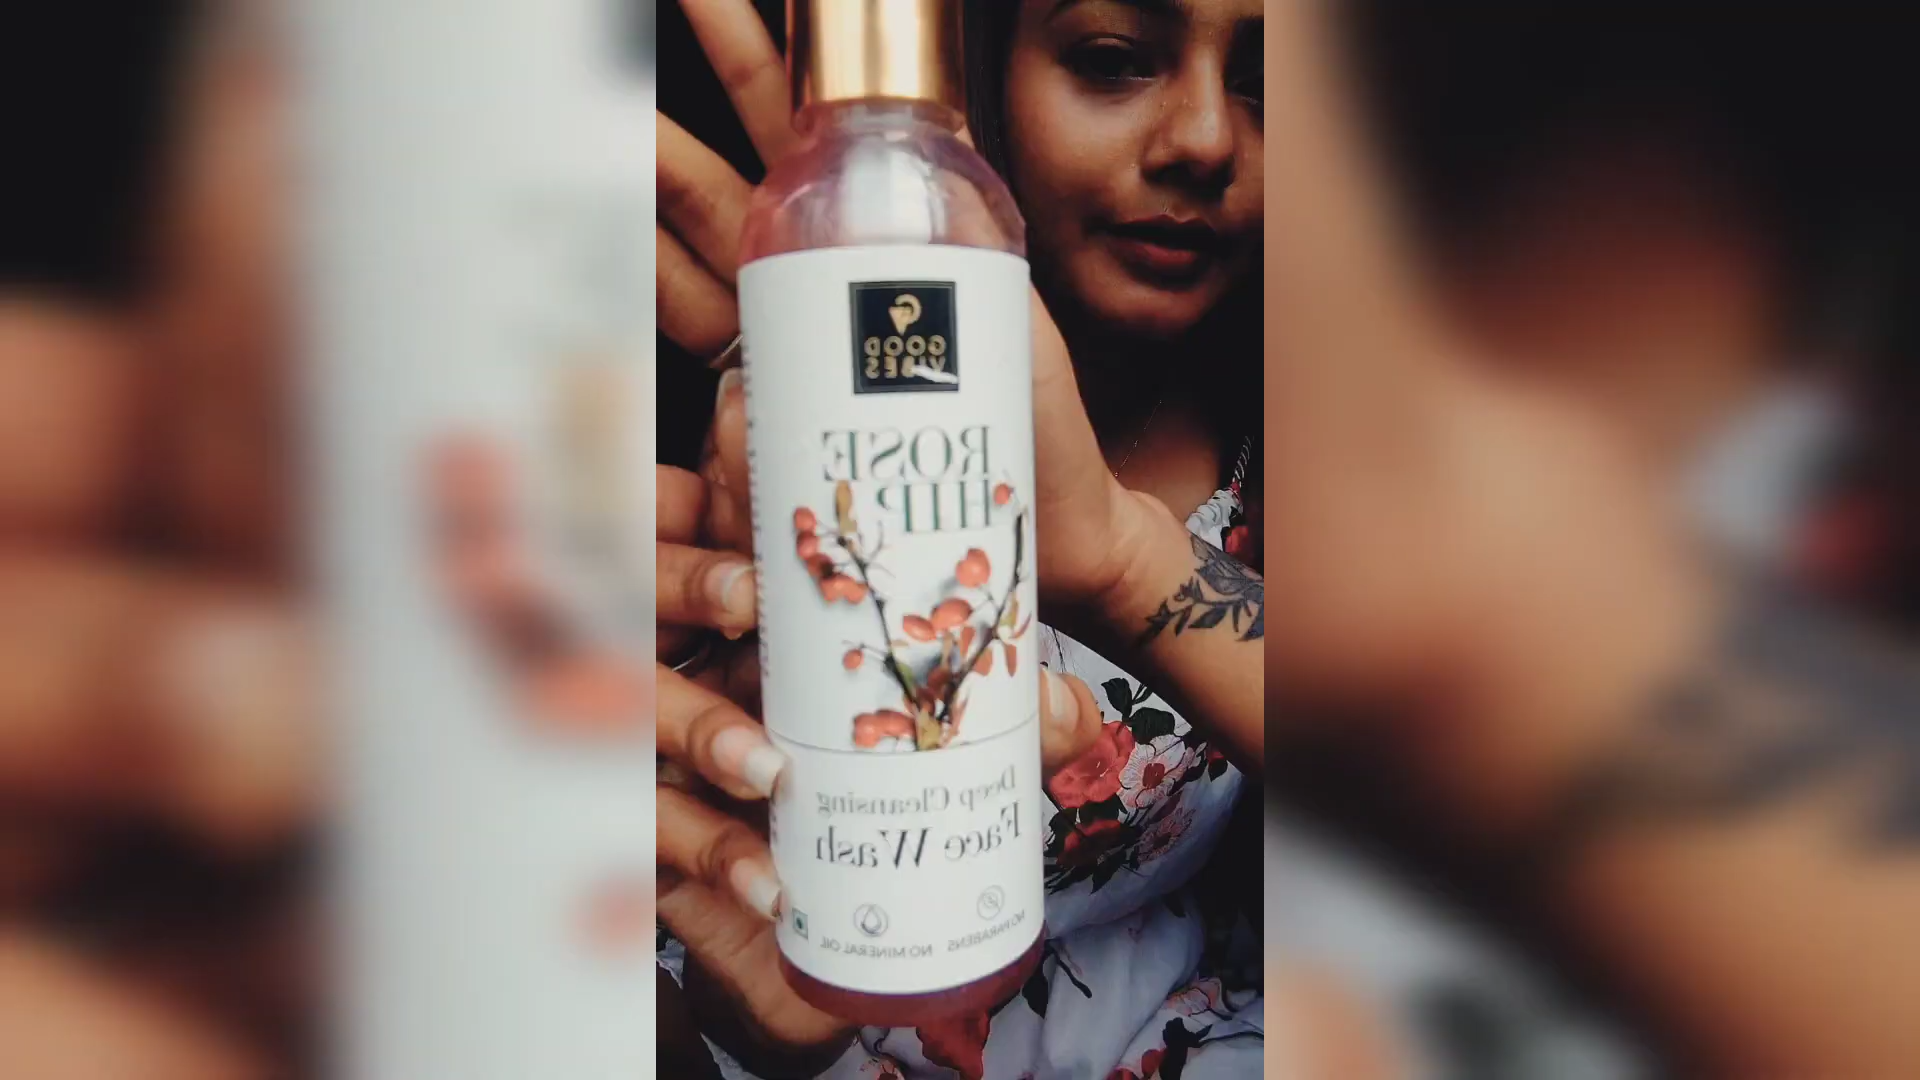 GOOD
VIBES
ROSE
HIP
Deep Cleansing
Face Wash
NO PARABENS
NO MINERAL OIL